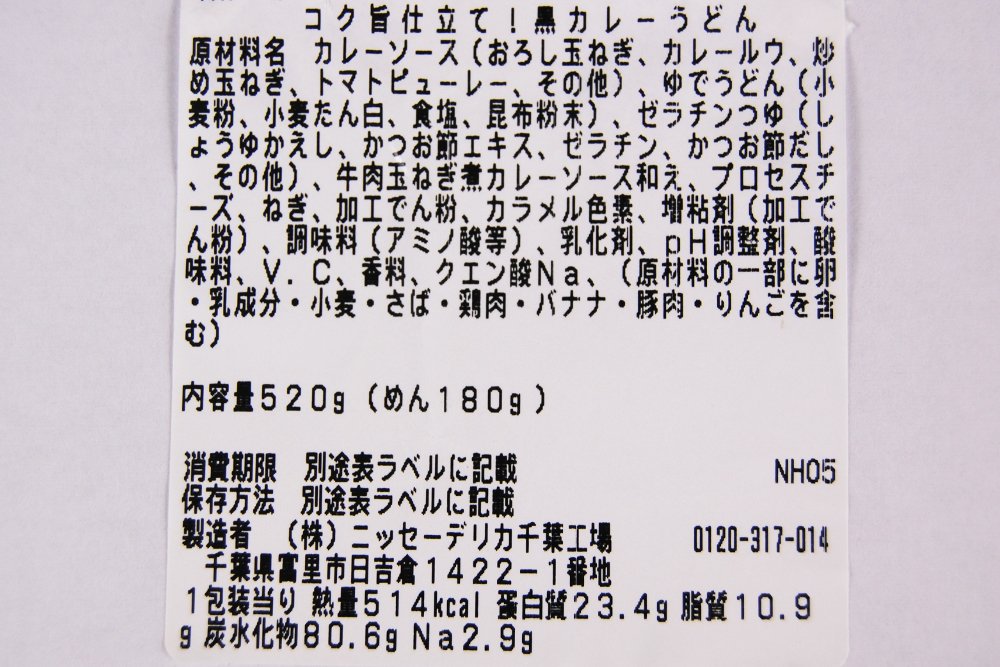 コク旨仕立て！黒カレーうどん
原材料名　カレーソース（おろし玉ねぎ、カレールウ、炒
め玉ねぎ、トマトピューレー、その他）、ゆでうどん（小
麦粉、小麦たん白、食塩、昆布粉末）、ゼラチンつゆ（し
ょうゆかえし、かつお節エキス、ゼラチン、かつお節だし
、その他）、牛肉玉ねぎ煮カレーソース和え、プロセスチ
ーズ、ねぎ、加工でん粉、カラメル色素、増粘剤（加工で
ん粉）、調味料（アミノ酸等）、乳化剤、ｐＨ調整剤、酸
味料、Ｖ．Ｃ、香料、クエン酸Ｎａ、（原材料の一部に卵
・乳成分・小麦・さば・鶏肉・バナナ・豚肉・りんごを含
む）
内容量５２０ｇ（めん１８０ｇ）
消費期限　別途表ラベルに記載　NH05
保存方法　別途表ラベルに記載
製造者　（株）ニッセーデリカ千葉工場　0120-317-014
千葉県富里市日吉倉１４２２－１番地
１包装当り 熱量５１４kcal 蛋白質２３.４ｇ 脂質１０.９
ｇ 炭水化物８０.６ｇ Ｎａ２.９ｇ